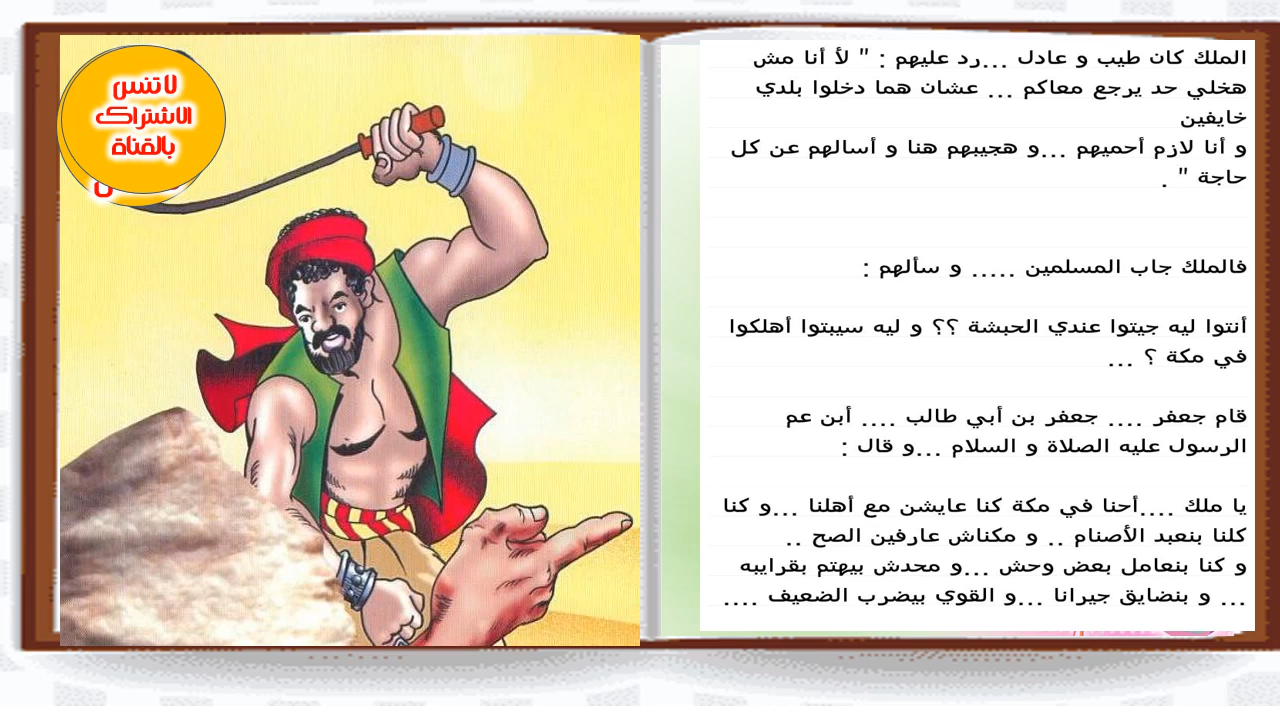 لا تنس
الاشتراك
بالقناة
الملك كان طيب و عادل ...رد عليهم : " لأ أنا مش
هخلي حد يرجع معاكم ... عشان هما دخلوا بلدي
خايفين
و أنا لازم أحميهم ...و هجيبهم هنا و أسالهم عن كل
حاجة " .
فالملك جاب المسلمين ..... و سألهم :
أنتوا ليه جيتوا عندي الحبشة ؟؟ و ليه سيبتوا أهلكوا
في مكة ؟ ...
قام جعفر .... جعفر بن أبي طالب .... أبن عم
الرسول عليه الصلاة و السلام ...و قال :
يا ملك ....أحنا في مكة كنا عايشن مع أهلنا ...و كنا
كلنا بنعبد الأصنام .. و مكناش عارفين الصح ..
و كنا بنعامل بعض وحش ...و محدش بيهتم بقرايبه
... و بنضايق جيرانا ...و القوي بيضرب الضعيف ....